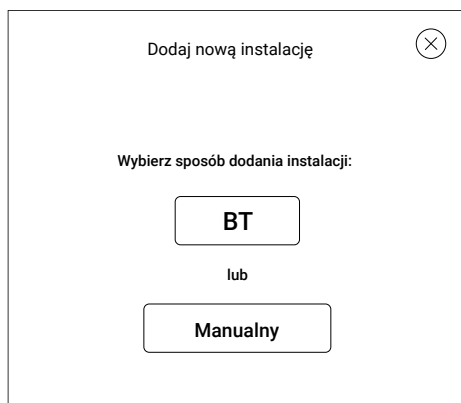 Dodaj nową instalację
Wybierz sposób dodania instalacji:
BT
lub
Manualny